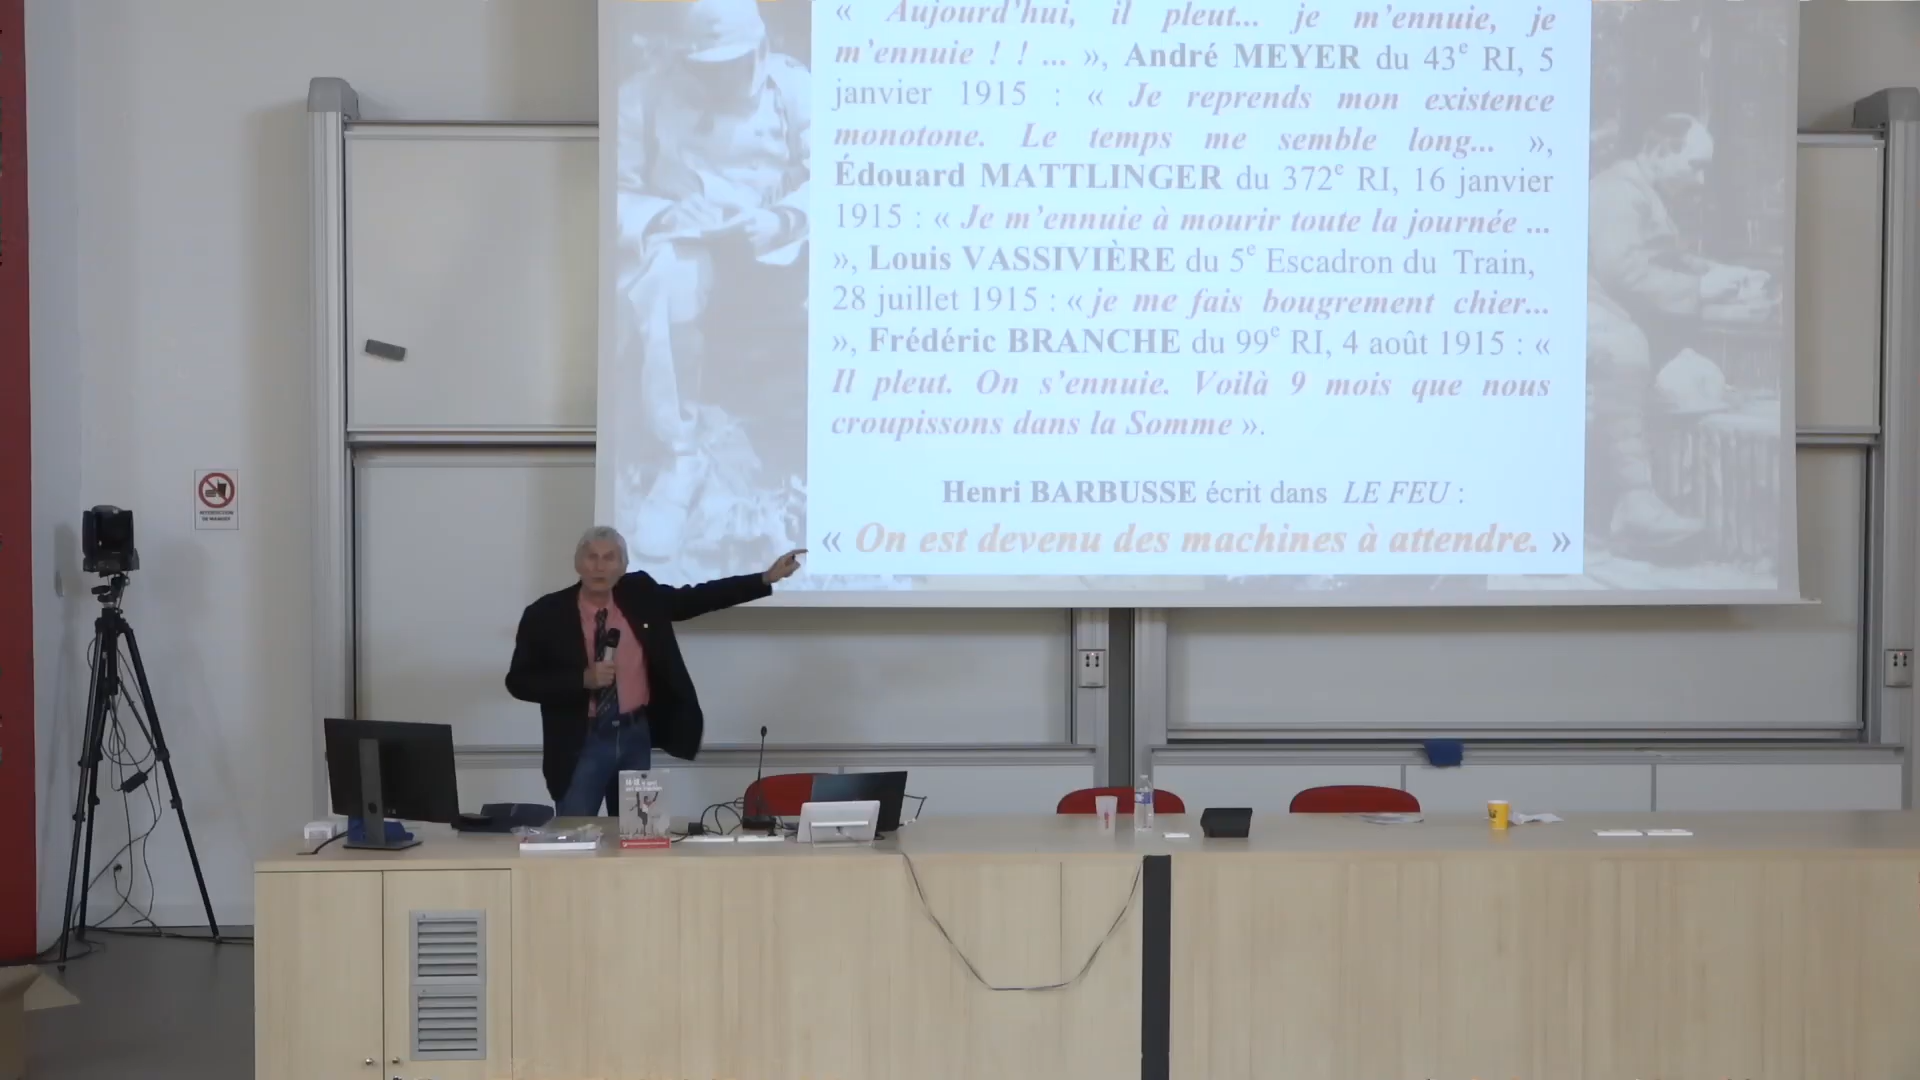 « Aujourd'hui, il pleut... je m'ennuie, je
m'ennuie ! ! ... », André MEYER du 43e RI, 5
janvier 1915 : « Je reprends mon existence
monotone. Le temps me semble long... »,
Édouard MATTLINGER du 372e RI, 16 janvier
1915 : « Je m'ennuie à mourir toute la journée ...
», Louis VASSIVIÈRE du 5e Escadron du Train,
28 juillet 1915 : « je me fais bougrement chier...
», Frédéric BRANCHE du 99e RI, 4 août 1915 : «
Il pleut. On s'ennuie. Voilà 9 mois que nous
croupissons dans la Somme ».
Henri BARBUSSE écrit dans LE FEU :
« On est devenu des machines à attendre. »
INTERDICTION
DE MANGER